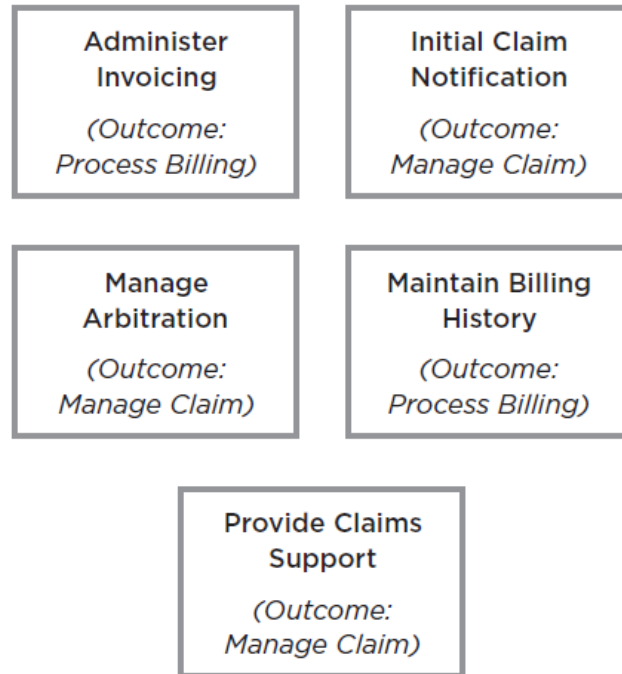 Administer
Invoicing
(Outcome:
Process Billing)
Initial Claim
Notification
(Outcome:
Manage Claim)
Manage
Arbitration
(Outcome:
Manage Claim)
Maintain Billing
History
(Outcome:
Process Billing)
Provide Claims
Support
(Outcome:
Manage Claim)